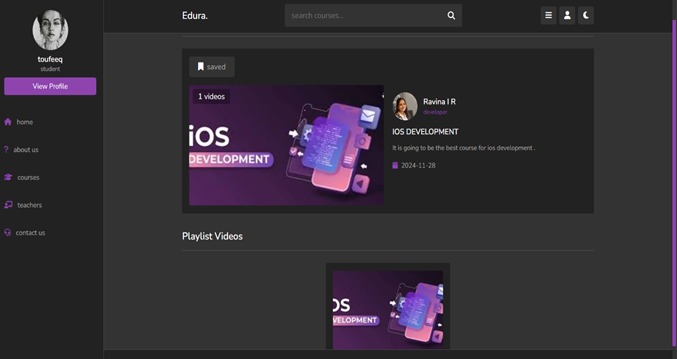 toufeeq
student
View Profile
home
about us
courses
teachers
contact us
Edura.
search courses...
saved
1 videos
iOS
DEVELOPMENT
Ravina I R
developer
IOS DEVELOPMENT
It is going to be the best course for ios development .
2024-11-28
Playlist Videos
OS
VELOPMENT